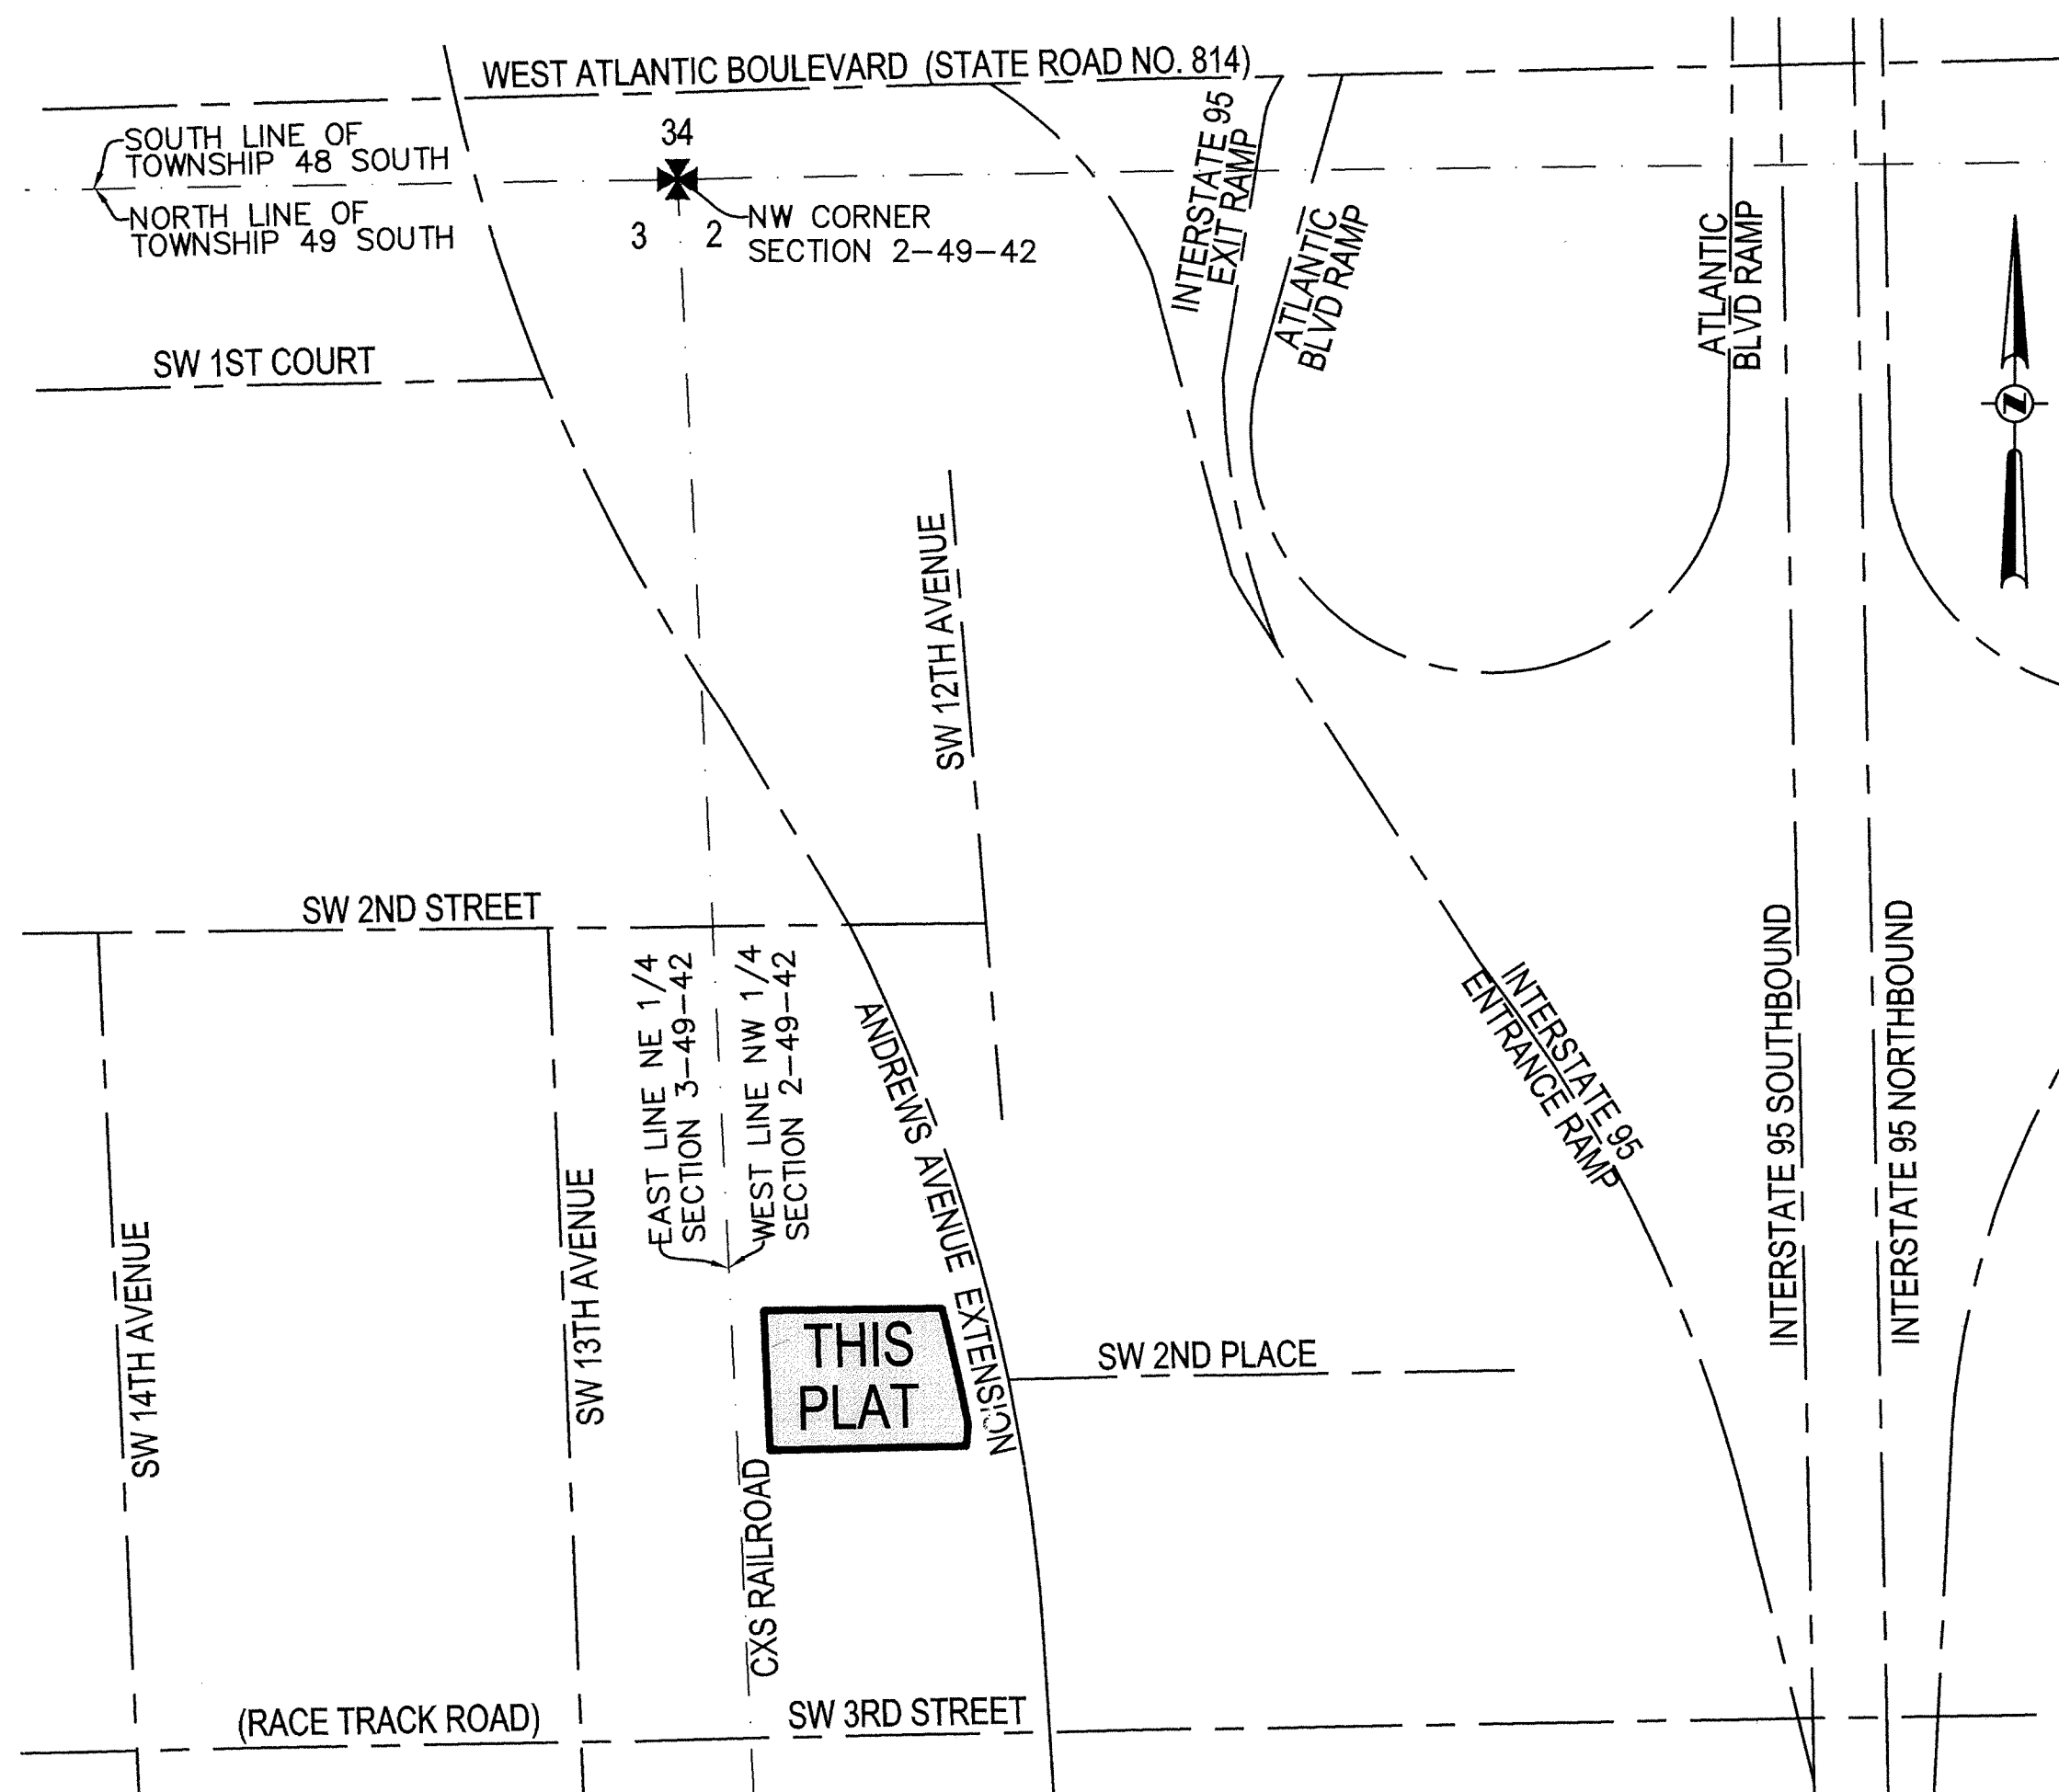 WEST ATLANTIC BOULEVARD (STATE ROAD NO. 814)
SOUTH LINE OF
TOWNSHIP 48 SOUTH
NORTH LINE OF
TOWNSHIP 49 SOUTH
34
3
2
NW CORNER
SECTION 2-49-42
INTERSTATE 95
EXIT RAMP
ATLANTIC
BLVD RAMP
ATLANTIC
BLVD RAMP
Z
SW 1ST COURT
SW 12TH AVENUE
SW 2ND STREET
EAST LINE NE 1/4
SECTION 3-49-42
WEST LINE NW 1/4
SECTION 2-49-42
ANDREWS AVENUE EXTENSION
INTERSTATE 95
ENTRANCE RAMP
INTERSTATE 95 SOUTHBOUND
INTERSTATE 95 NORTHBOUND
SW 14TH AVENUE
SW 13TH AVENUE
THIS
PLAT
SW 2ND PLACE
CXS RAILROAD
(RACE TRACK ROAD)
SW 3RD STREET